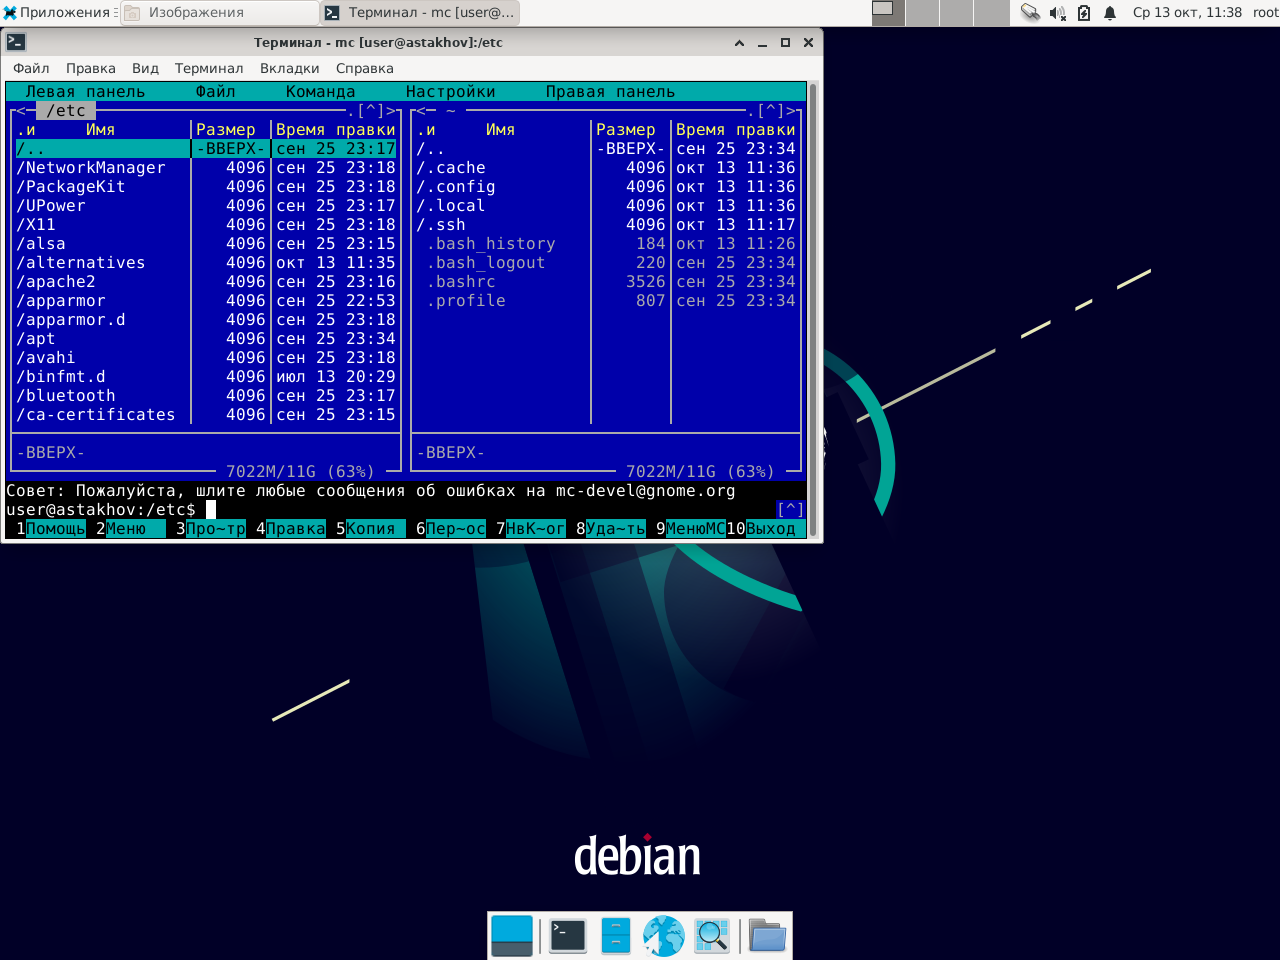 Приложения Изображения Терминал - mc [user@... Ср 13 окт, 11:38 root
Терминал - mc [user@astakhov]:/etc
Файл Правка Вид Терминал Вкладки Справка
Левая панель Файл Команда Настройки Правая панель
<─ /etc .[^]> <─ ~ .[^]>
.и Имя Размер Время правки .и Имя Размер Время правки
/.. -ВВЕРХ- сен 25 23:17 /.. -ВВЕРХ- сен 25 23:34
/NetworkManager 4096 сен 25 23:18 /.cache 4096 окт 13 11:36
/PackageKit 4096 сен 25 23:18 /.config 4096 окт 13 11:36
/UPower 4096 сен 25 23:17 /.local 4096 окт 13 11:36
/X11 4096 сен 25 23:18 /.ssh 4096 окт 13 11:17
/alsa 4096 сен 25 23:15 .bash_history 184 окт 13 11:26
/alternatives 4096 окт 13 11:35 .bash_logout 220 сен 25 23:34
/apache2 4096 сен 25 23:16 .bashrc 3526 сен 25 23:34
/apparmor 4096 сен 25 22:53 .profile 807 сен 25 23:34
/apparmor.d 4096 сен 25 23:18
/apt 4096 сен 25 23:34
/avahi 4096 сен 25 23:18
/binfmt.d 4096 июл 13 20:29
/bluetooth 4096 сен 25 23:17
/ca-certificates 4096 сен 25 23:15
-ВВЕРХ- -ВВЕРХ-
7022M/11G (63%) 7022M/11G (63%)
Совет: Пожалуйста, шлите любые сообщения об ошибках на mc-devel@gnome.org
user@astakhov:/etc$ [^]
1Помощь 2Меню 3Про~тр 4Правка 5Копия 6Пер~ос 7НвК~ог 8Уда~ть 9МенюMC 10Выход
debian